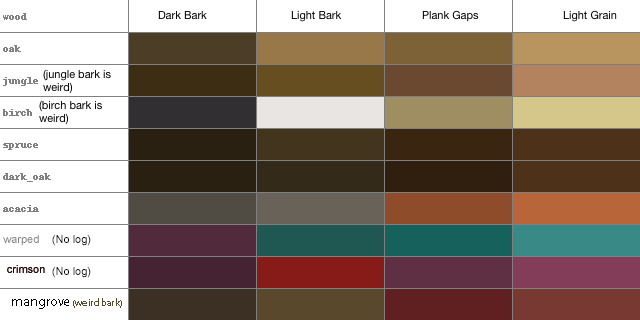 wood Dark Bark Light Bark Plank Gaps Light Grain
oak
jungle (jungle bark is
weird)
birch (birch bark is
weird)
spruce
dark_oak
acacia
warped (No log)
crimson (No log)
mangrove (weird bark)